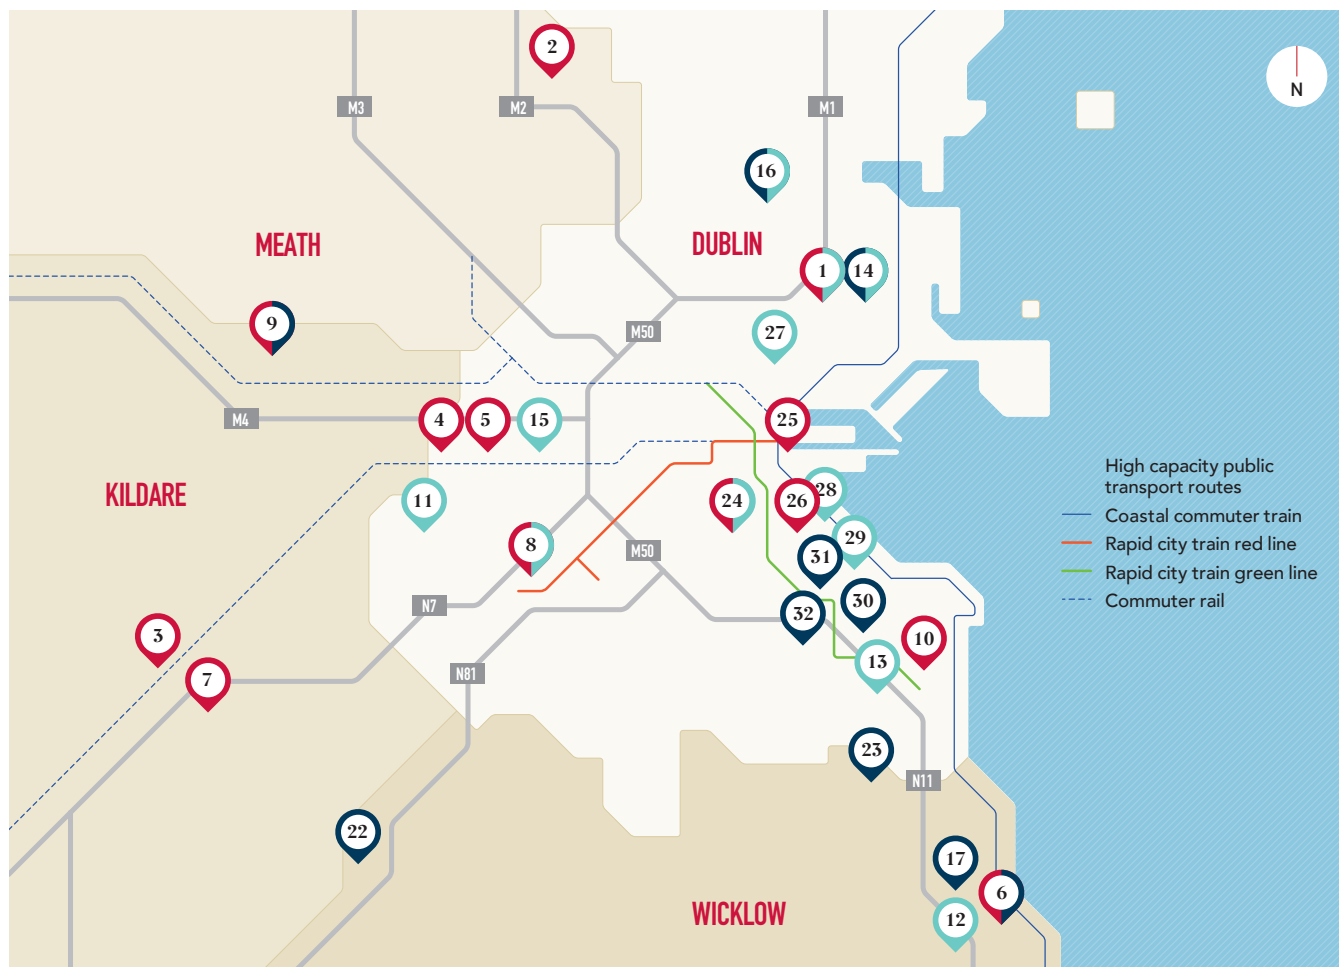 2
M3
M2
M1
N
16
MEATH
DUBLIN
1
14
9
M50
27
M4
4
5
15
25
KILDARE
11
24
26
28
8
M50
29
31
N7
32
30
3
10
7
N81
13
23
N11
22
17
6
12
WICKLOW
High capacity public
transport routes
Coastal commuter train
Rapid city train red line
Rapid city train green line
Commuter rail